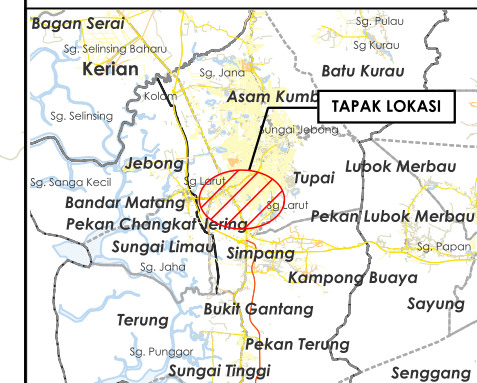 Bagan Serai
Sg. Pulau
Sg. Selinsing Baharu
Sg Kurau
Kerian
Sg. Jana
Batu Kurau
Kolam
Asam Kumb
TAPAK LOKASI
Sg. Selinsing
Sungai Jebong
Jebong
Lubok Merbau
Sg. Sanga Kecil
Sg Larut
Tupai
Bandar Matang
Sg Larut
Pekan Lubok Merbau
Pekan Changkat Jering
Sungai Limau
Simpang
Sg. Papan
Sg. Jaha
Kampong Buaya
Bukit Gantang
Sayung
Terung
Pekan Terung
Sg. Punggor
Sungai Tinggi
Senggang